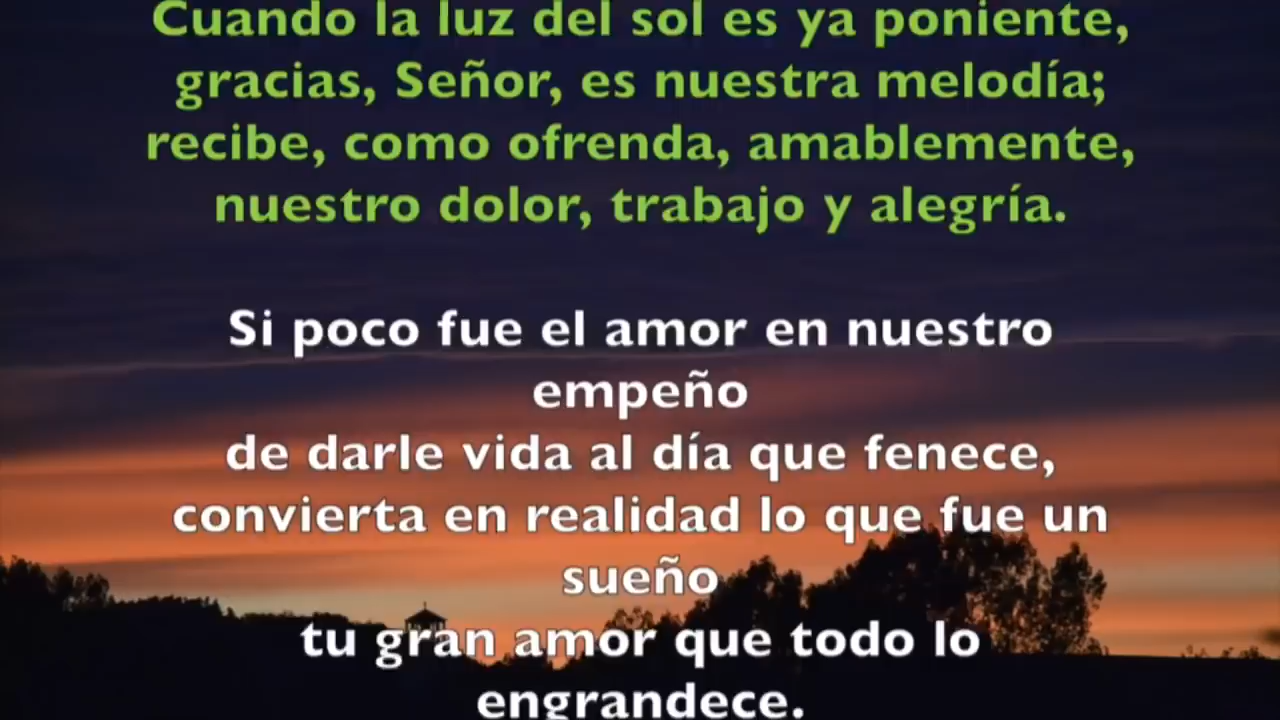 Cuando la luz del sol es ya poniente,
gracias, Señor, es nuestra melodía;
recibe, como ofrenda, amablemente,
nuestro dolor, trabajo y alegría.
Si poco fue el amor en nuestro
empeño
de darle vida al día que fenece,
convierta en realidad lo que fue un
sueño
tu gran amor que todo lo
engrandece.